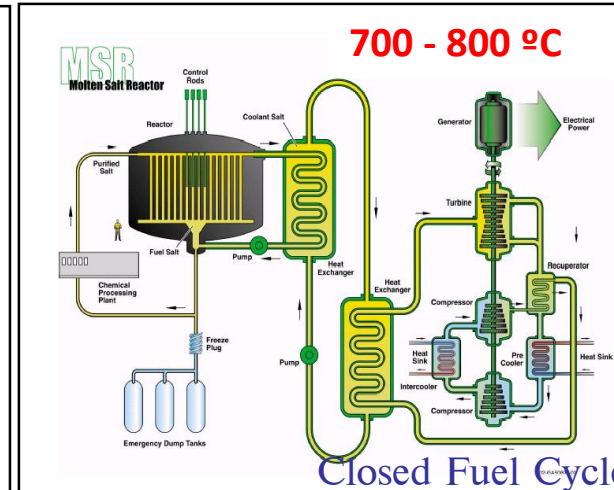 700 - 800 ºC
MSR
Molten Salt Reactor
Control
Rods
Reactor
Coolant Salt
Purified
Salt
Fuel Salt
Pump
Heat
Exchanger
Chemical
Processing
Plant
Freeze
Plug
Emergency Dump Tanks
Pump
Heat
Exchanger
Generator
Electrical
Power
Turbine
Recuperator
Compressor
Heat
Sink
Pre
Cooler
Heat Sink
Intercooler
Compressor
Closed Fuel Cycle